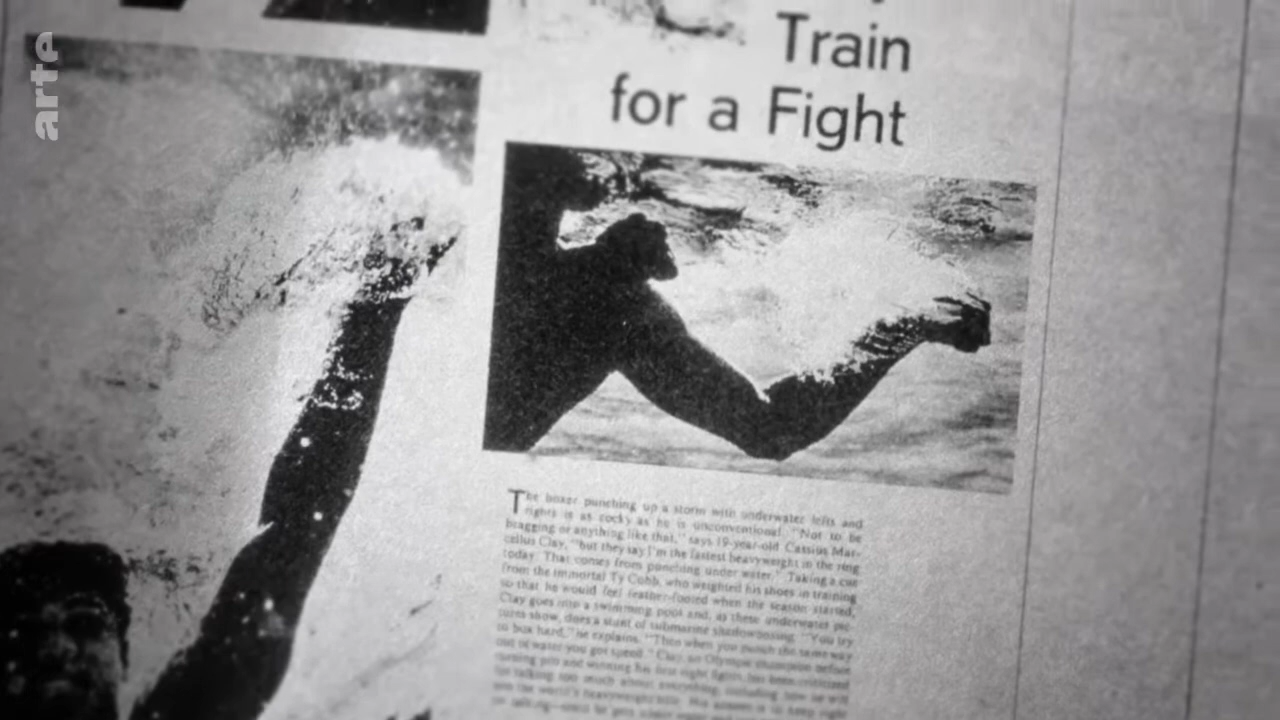 arte
Train
for a Fight
The boxer punching up a storm with underwater lefts and
rights is as cocky as he is unconventional. "Not to be
bragging or anything like that," says 19-year-old Cassius Mar-
cellus Clay, "but they say I'm the fastest heavyweight in the ring
today. That comes from punching under water." Taking a cue
from the immortal Ty Cobb, who weighted his shoes in training
so that he would feel feather-footed when the season started,
Clay goes into a swimming pool and, as these underwater pic-
tures show, does a stunt of submarine shadowboxing. "You try
to box hard," he explains. "Then when you punch the same way
out of water you got speed." Clay, an Olympic champion before
turning pro and winning his first eight fights, has been criticized
for talking too much about everything, including how he will
win the world's heavyweight title. His answer is to keep right